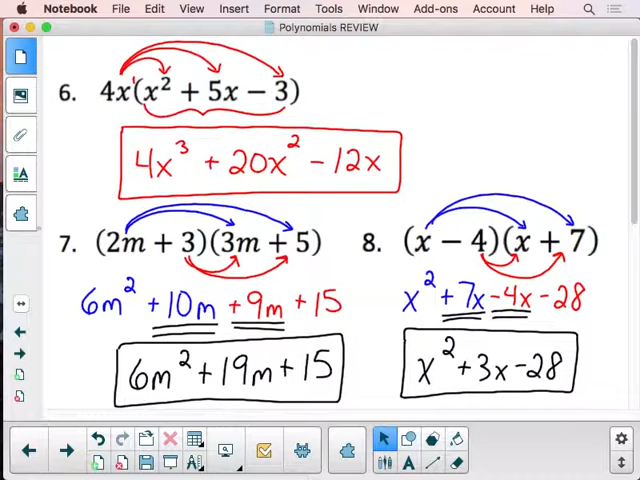 Notebook File Edit View Insert Format Tools Window Add-ons Account Help
Polynomials REVIEW
6. 4x¹(x² + 5x − 3)
4x³ + 20x² − 12x
7. (2m + 3)(3m + 5)
6m² + 10m + 9m + 15
6m² + 19m + 15
8. (x − 4)(x + 7)
x² + 7x − 4x − 28
x² + 3x − 28